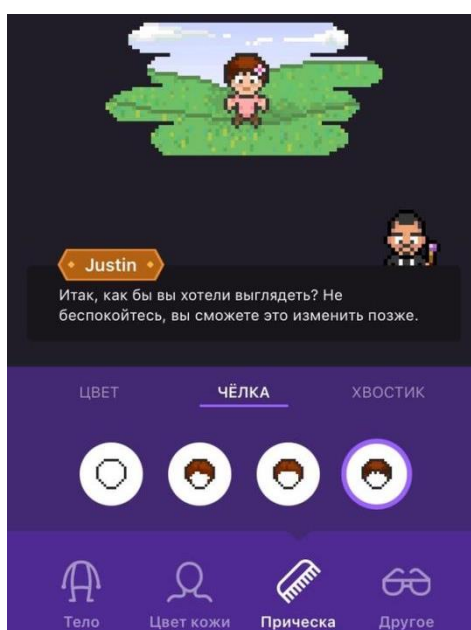 Justin
Итак, как бы вы хотели выглядеть? Не
беспокойтесь, вы сможете это изменить позже.
ЦВЕТ ЧЁЛКА ХВОСТИК
Тело Цвет кожи Прическа Другое